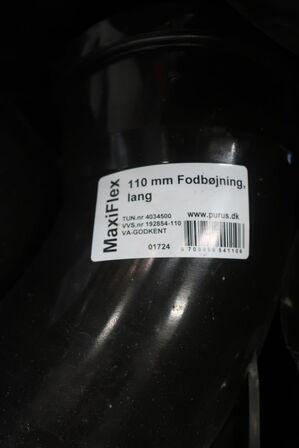 MaxiFlex
110 mm Fodbøjning,
lang
TUN.nr 4034500
www.purus.dk
VVS.nr 192854-110
VA-GODKENT
01724